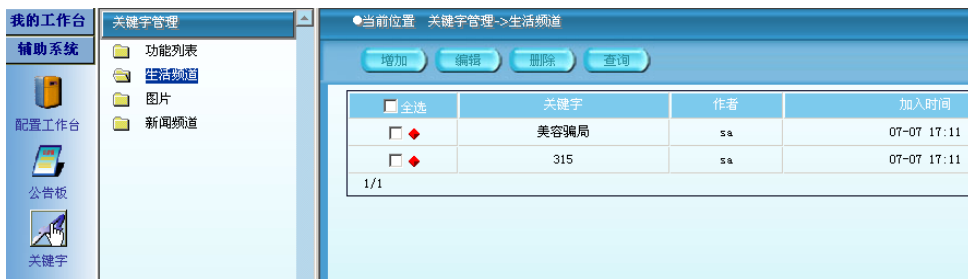 我的工作台
辅助系统
配置工作台
公告板
关键字
关键字管理
功能列表
生活频道
图片
新闻频道
当前位置 关键字管理->生活频道
增加 编辑 删除 查询
全选 关键字 作者 加入时间
美容骗局 sa 07-07 17:11
315 sa 07-07 17:11
1/1